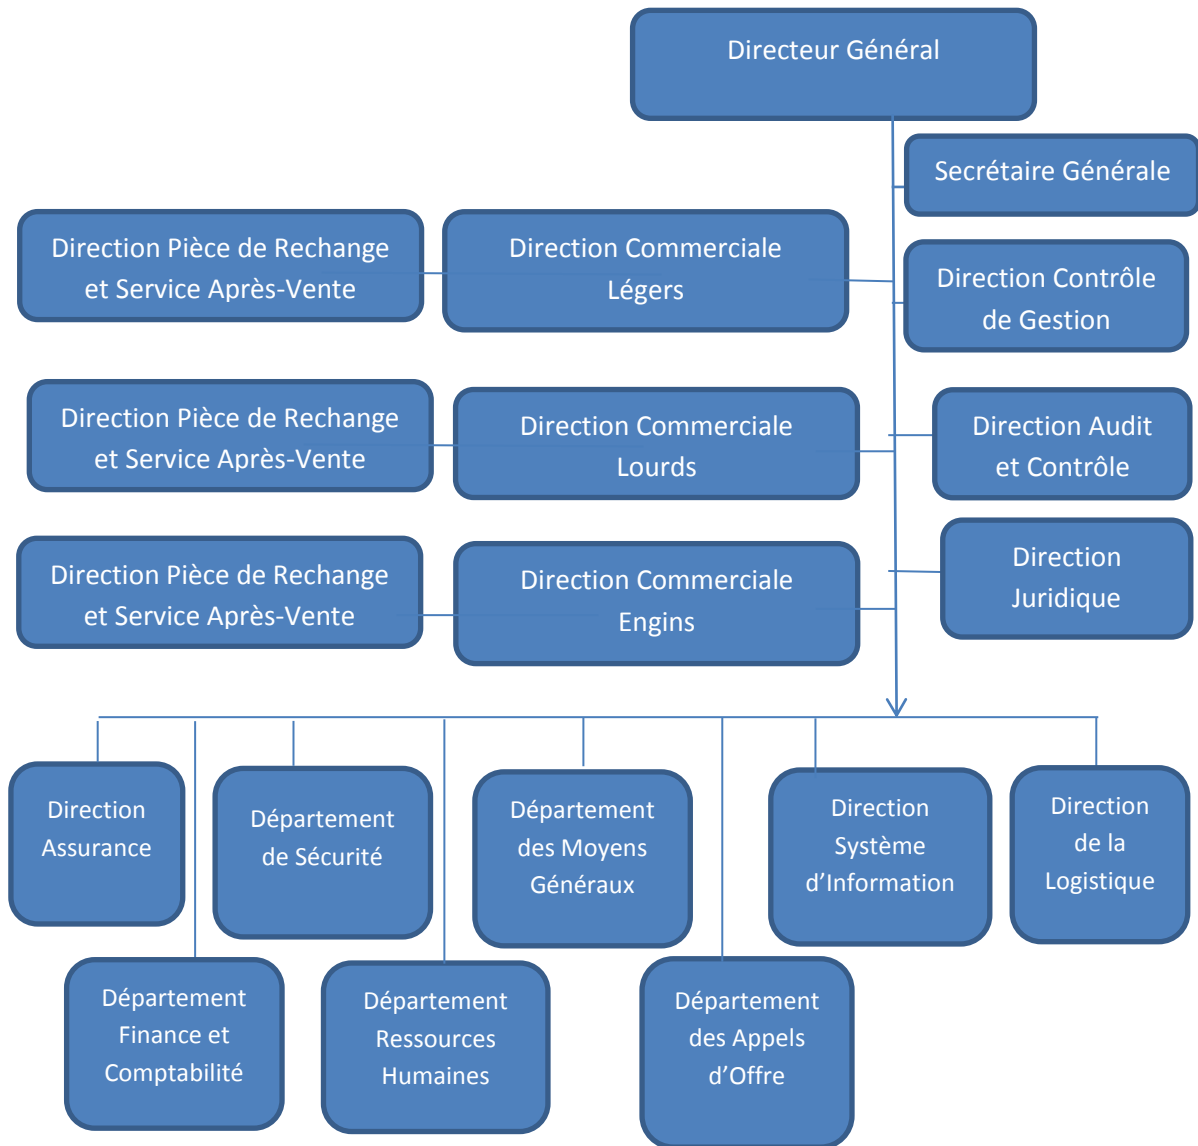 Directeur Général
Secrétaire Générale
Direction Pièce de Rechange
et Service Après-Vente
Direction Commerciale
Légers
Direction Contrôle
de Gestion
Direction Pièce de Rechange
et Service Après-Vente
Direction Commerciale
Lourds
Direction Audit
et Contrôle
Direction Pièce de Rechange
et Service Après-Vente
Direction Commerciale
Engins
Direction
Juridique
Direction
Assurance
Département
de Sécurité
Département
des Moyens
Généraux
Direction
Système
d’Information
Direction
de la
Logistique
Département
Finance et
Comptabilité
Département
Ressources
Humaines
Département
des Appels
d’Offre